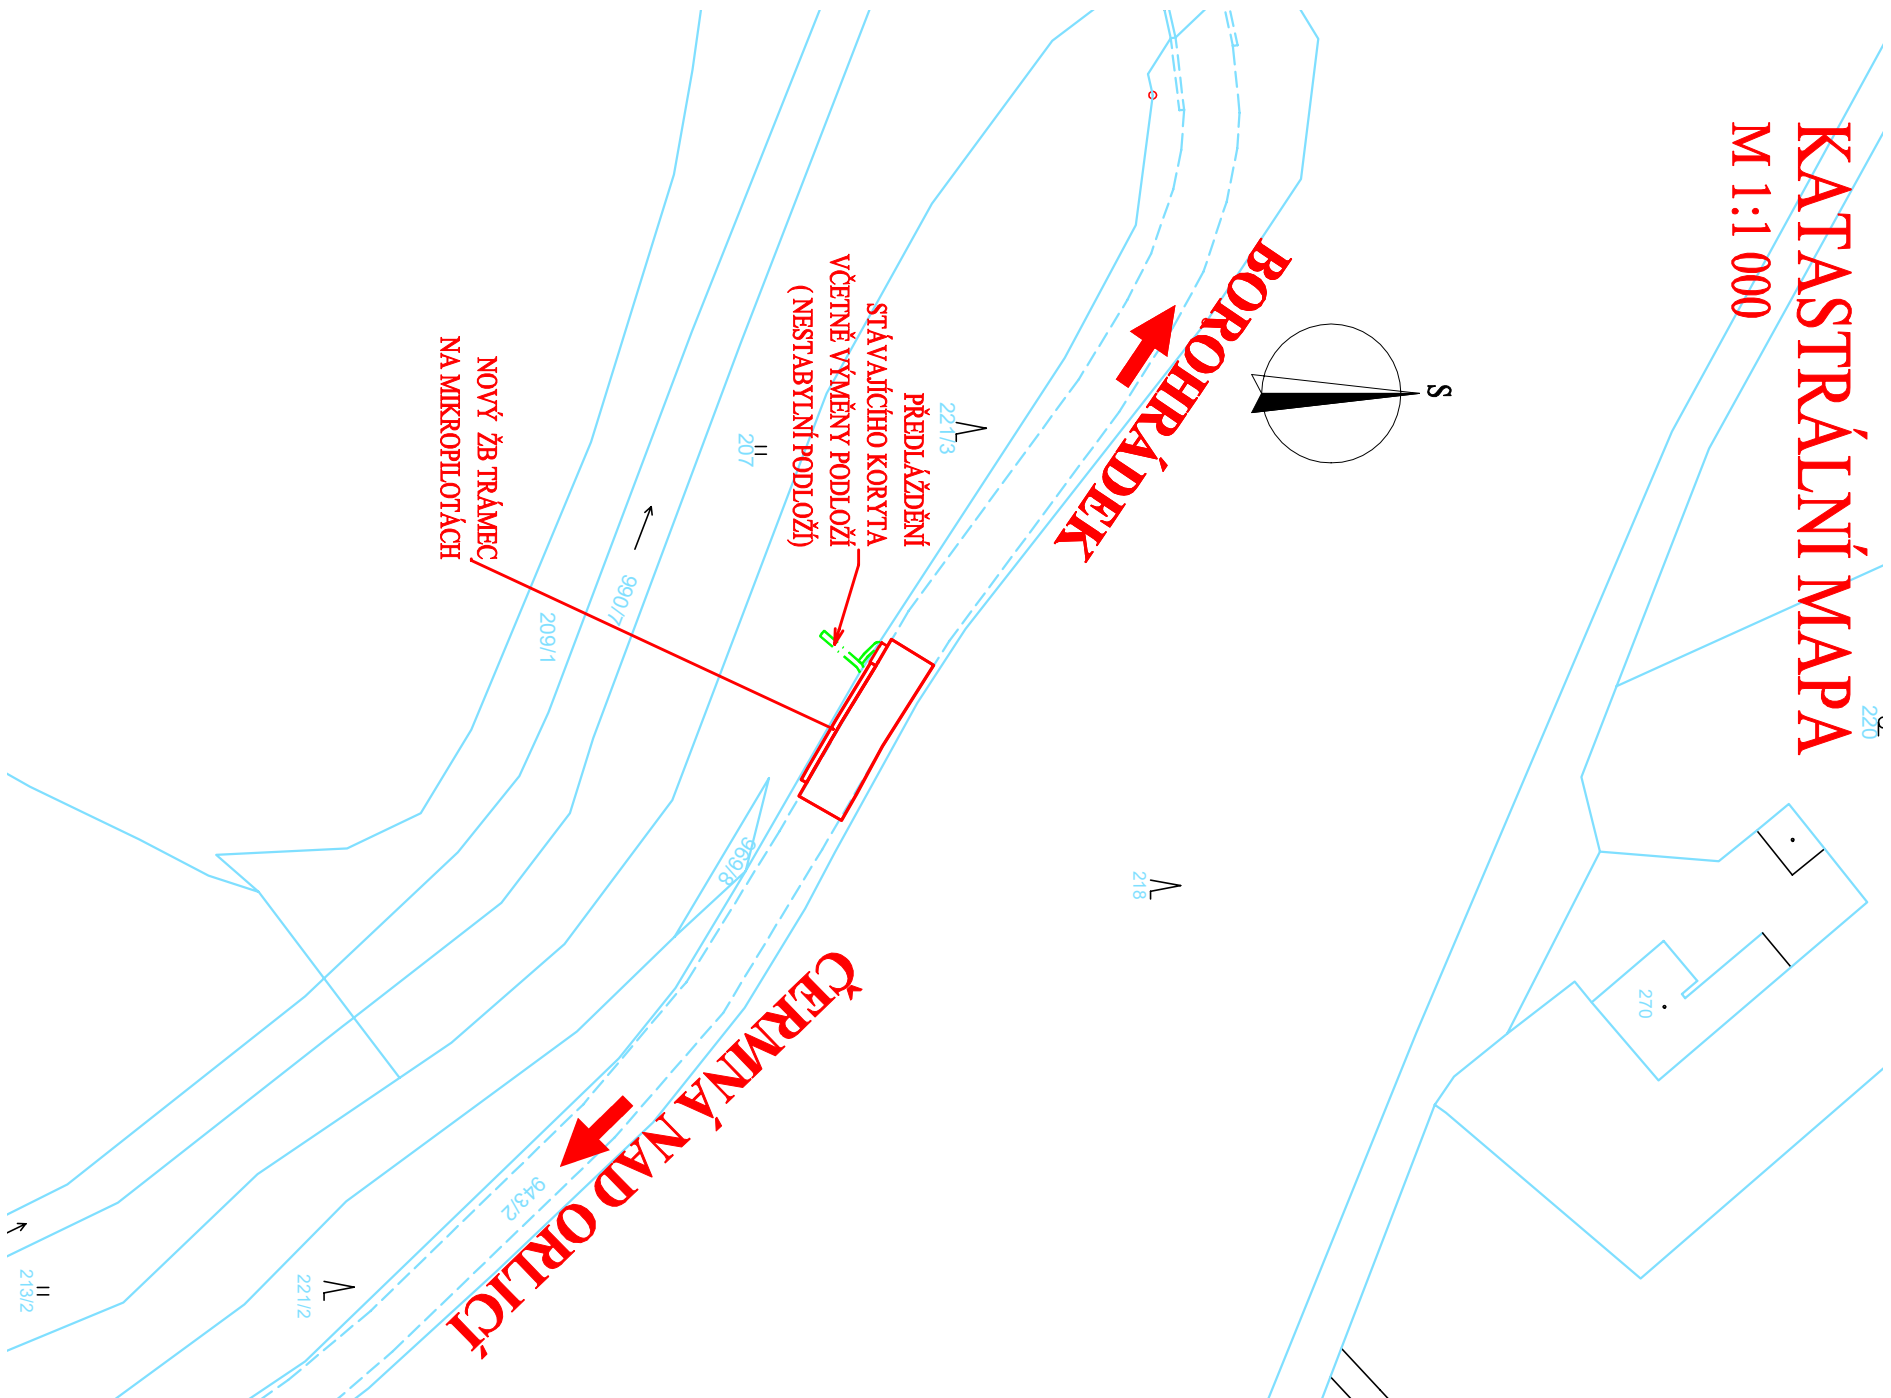 KATASTRÁLNÍ MAPA
M 1:1 000
S
BOROHRÁDEK
PŘEDLÁŽDĚNÍ
STÁVAJÍCÍHO KORYTA
VČETNĚ VÝMĚNY PODLOŽÍ
( NESTABYLNÍ PODLOŽÍ)
NOVÝ ŽB TRÁMEC
NA MIKROPILOTÁCH
ČERMNÁ NAD ORLICÍ
220
221/3
207
990/7
209/1
969/8
218
270
943/2
221/2
213/2